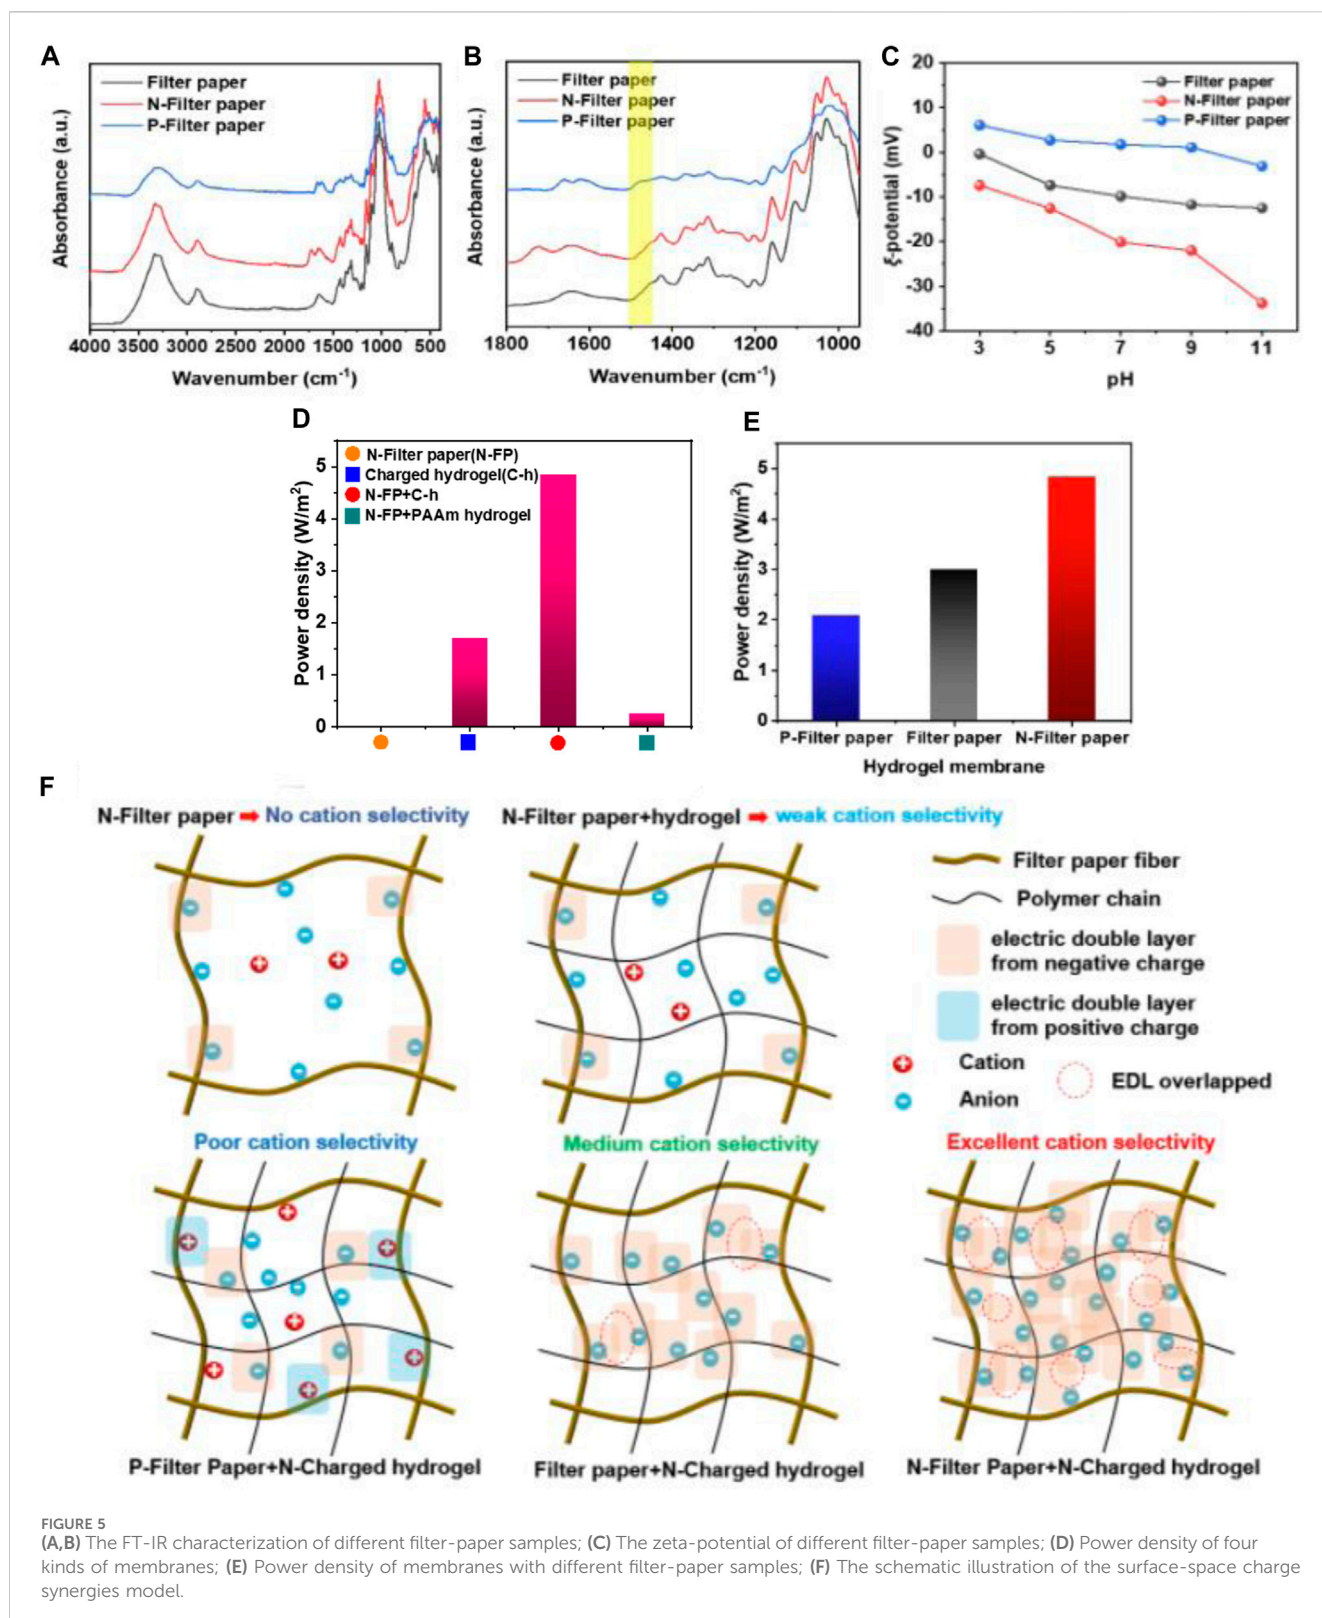 A
Filter paper
N-Filter paper
P-Filter paper
Absorbance (a.u.)
4000 3500 3000 2500 2000 1500 1000 500
Wavenumber (cm⁻¹)
B
Filter paper
N-Filter paper
P-Filter paper
Absorbance (a.u.)
1800 1600 1400 1200 1000
Wavenumber (cm⁻¹)
C
20
10
0
-10
-20
-30
-40
ξ-potential (mV)
Filter paper
N-Filter paper
P-Filter paper
3 5 7 9 11
pH
D
N-Filter paper(N-FP)
Charged hydrogel(C-h)
N-FP+C-h
N-FP+PAAm hydrogel
5
4
3
2
1
0
Power density (W/m²)
E
5
4
3
2
1
0
Power density (W/m²)
P-Filter paper Filter paper N-Filter paper
Hydrogel membrane
F
N-Filter paper ➡ No cation selectivity
N-Filter paper+hydrogel ➡ weak cation selectivity
Filter paper fiber
Polymer chain
electric double layer
from negative charge
electric double layer
from positive charge
Cation
Anion
EDL overlapped
Poor cation selectivity
Medium cation selectivity
Excellent cation selectivity
P-Filter Paper+N-Charged hydrogel
Filter paper+N-Charged hydrogel
N-Filter Paper+N-Charged hydrogel
FIGURE 5
(A,B) The FT-IR characterization of different filter-paper samples; (C) The zeta-potential of different filter-paper samples; (D) Power density of four
kinds of membranes; (E) Power density of membranes with different filter-paper samples; (F) The schematic illustration of the surface-space charge
synergies model.